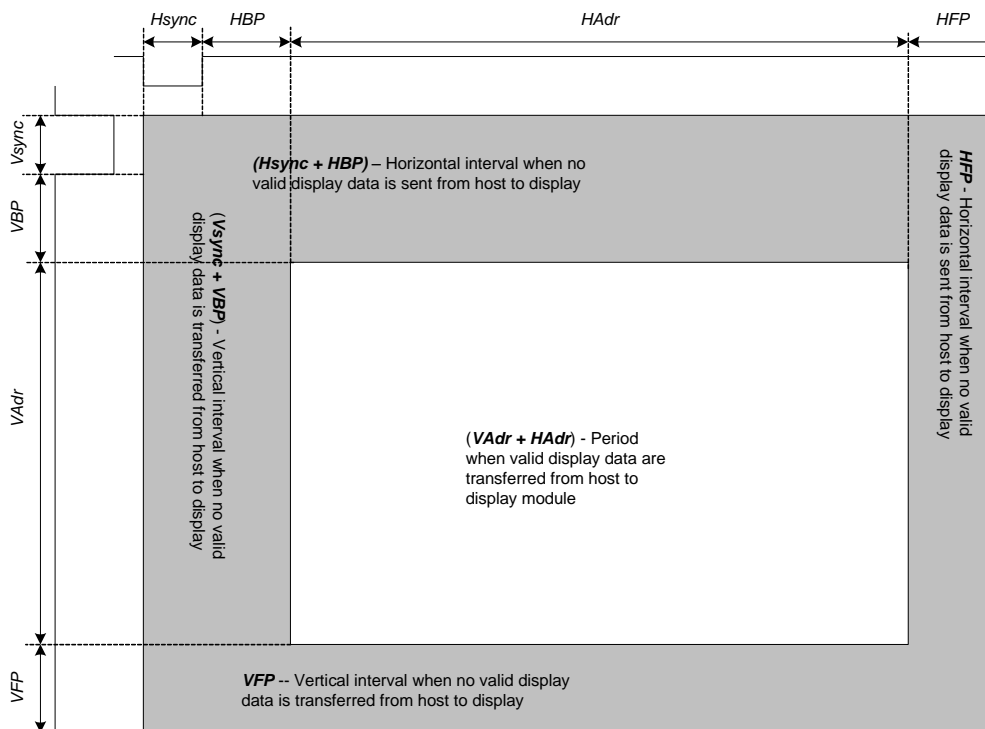 Hsync
HBP
HAdr
HFP
Vsync
VBP
VAdr
VFP
(Hsync + HBP) – Horizontal interval when no
valid display data is sent from host to display
HFP - Horizontal interval when no valid
display data is sent from host to display
(Vsync + VBP) - Vertical interval when no valid
display data is transferred from host to display
(VAdr + HAdr) - Period
when valid display data are
transferred from host to
display module
VFP -- Vertical interval when no valid display
data is transferred from host to display